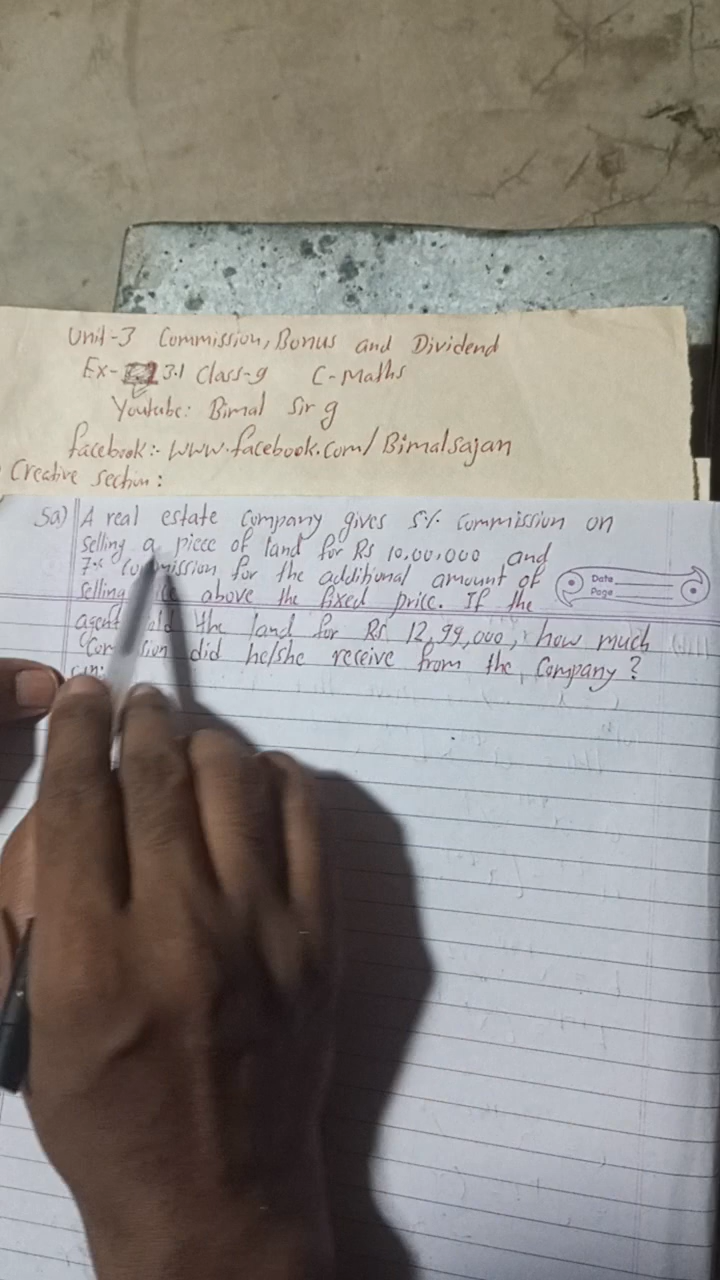 Unit-3 Commission, Bonus and Dividend
Ex- 3.1 Class-9 C-Maths
Youtube: Bimal Sir g
facebook:- www.facebook.com/Bimalsajan
Creative section:
5a) A real estate Company gives 5% Commission on
selling a piece of land for Rs 10,00,000 and
for the additional amount of
Date
Page
selling above the fixed price. If the
the land for Rs 12,99,000, how much
did he/she receive from the Company?